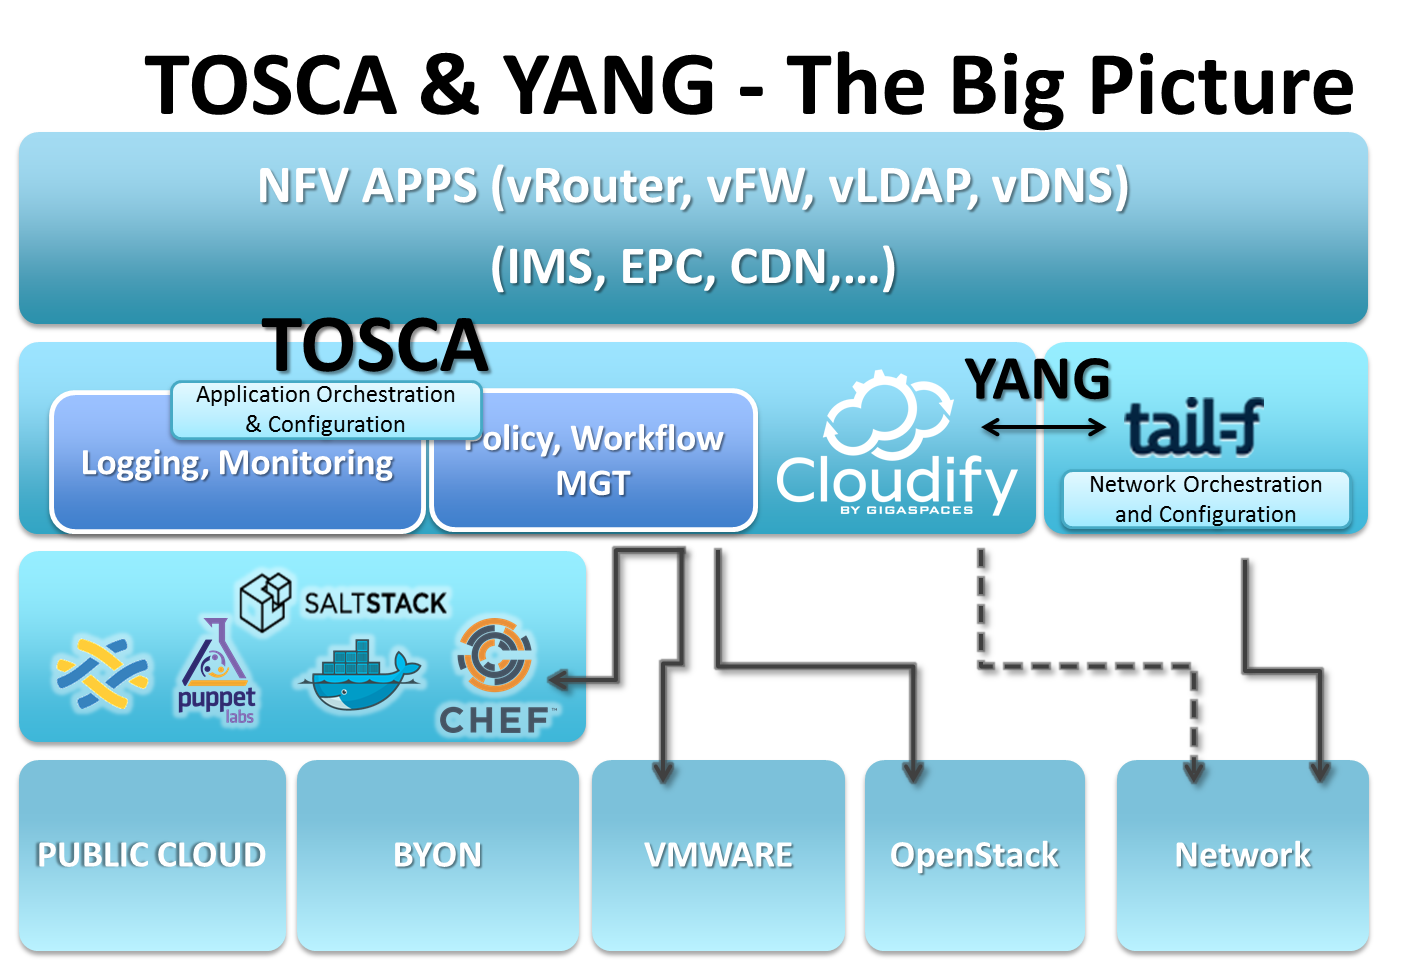 TOSCA & YANG - The Big Picture
NFV APPS (vRouter, vFW, vLDAP, vDNS)
(IMS, EPC, CDN,...)
TOSCA
Application Orchestration
& Configuration
Logging, Monitoring
Policy, Workflow
MGT
Cloudify
BY GIGASPACES
YANG
tail-f
Network Orchestration
and Configuration
SALTSTACK
puppet
labs
CHEF™
PUBLIC CLOUD
BYON
VMWARE
OpenStack
Network